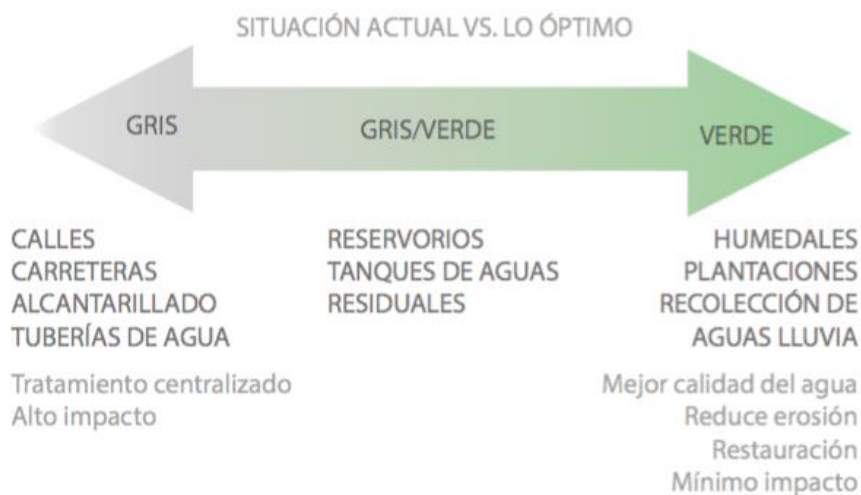 SITUACIÓN ACTUAL VS. LO ÓPTIMO
GRIS
GRIS/VERDE
VERDE
CALLES
CARRETERAS
ALCANTARILLADO
TUBERÍAS DE AGUA
Tratamiento centralizado
Alto impacto
RESERVORIOS
TANQUES DE AGUAS
RESIDUALES
HUMEDALES
PLANTACIONES
RECOLECCIÓN DE
AGUAS LLUVIA
Mejor calidad del agua
Reduce erosión
Restauración
Mínimo impacto